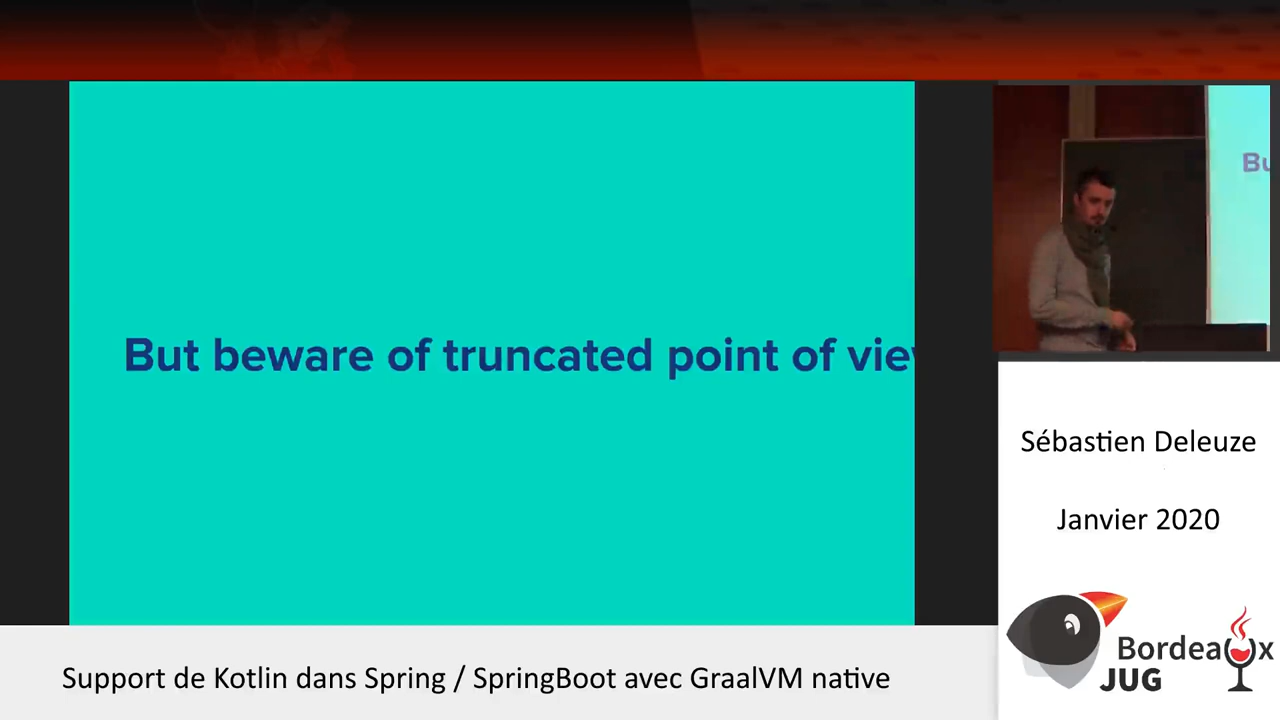 But beware of truncated point of vie
Bu
Sébastien Deleuze
Janvier 2020
Bordeaux
JUG
Support de Kotlin dans Spring / SpringBoot avec GraalVM native